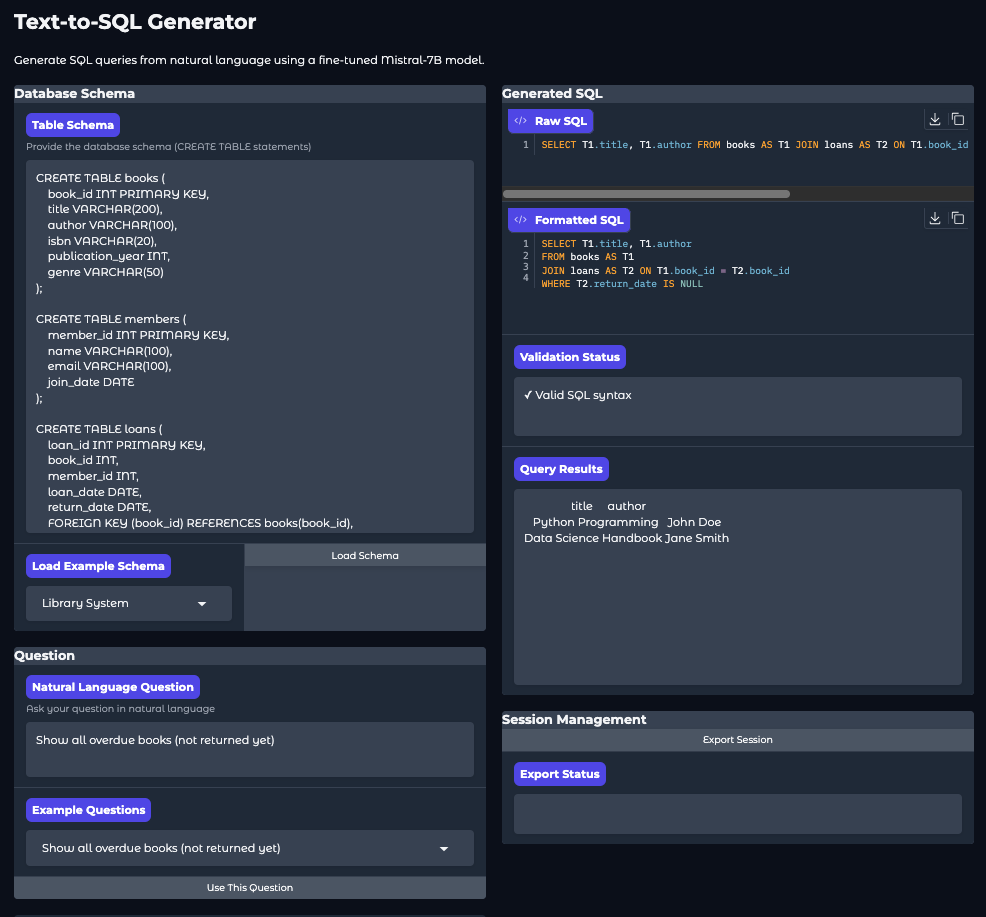 Text-to-SQL Generator
Generate SQL queries from natural language using a fine-tuned Mistral-7B model.
Database Schema
Table Schema
Provide the database schema (CREATE TABLE statements)
CREATE TABLE books (
book_id INT PRIMARY KEY,
title VARCHAR(200),
author VARCHAR(100),
isbn VARCHAR(20),
publication_year INT,
genre VARCHAR(50)
);
CREATE TABLE members (
member_id INT PRIMARY KEY,
name VARCHAR(100),
email VARCHAR(100),
join_date DATE
);
CREATE TABLE loans (
loan_id INT PRIMARY KEY,
book_id INT,
member_id INT,
loan_date DATE,
return_date DATE,
FOREIGN KEY (book_id) REFERENCES books(book_id),
Load Example Schema
Library System
Load Schema
Question
Natural Language Question
Ask your question in natural language
Show all overdue books (not returned yet)
Example Questions
Show all overdue books (not returned yet)
Use This Question
Generated SQL
</> Raw SQL
1 SELECT T1.title, T1.author FROM books AS T1 JOIN loans AS T2 ON T1.book_id
</> Formatted SQL
1 SELECT T1.title, T1.author
2 FROM books AS T1
3 JOIN loans AS T2 ON T1.book_id = T2.book_id
4 WHERE T2.return_date IS NULL
Validation Status
✓ Valid SQL syntax
Query Results
title author
Python Programming John Doe
Data Science Handbook Jane Smith
Session Management
Export Session
Export Status